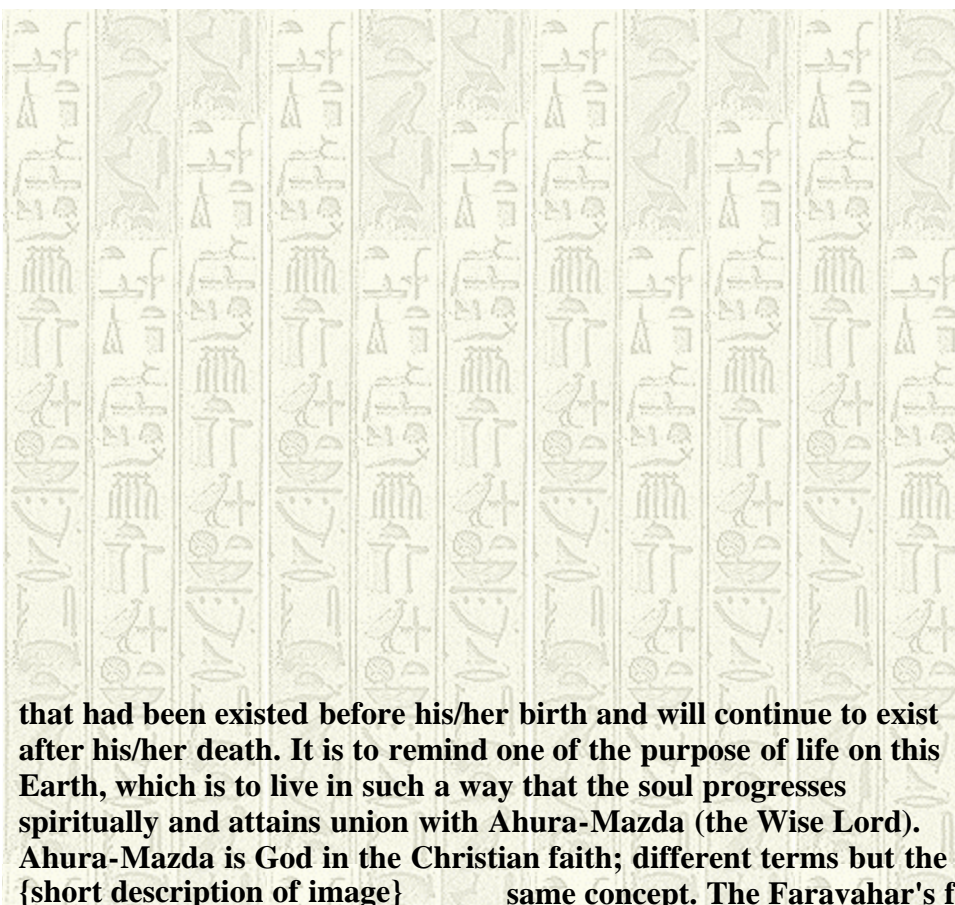 that had been existed before his/her birth and will continue to exist
after his/her death. It is to remind one of the purpose of life on this
Earth, which is to live in such a way that the soul progresses
spiritually and attains union with Ahura-Mazda (the Wise Lord).
Ahura-Mazda is God in the Christian faith; different terms but the
{short description of image} same concept. The Faravahar's f